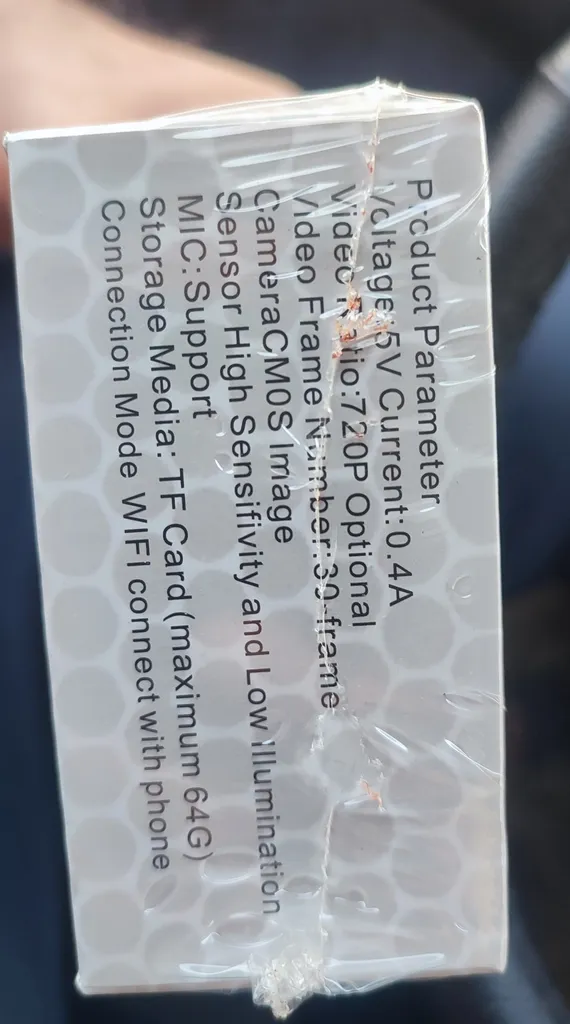 Product Parameter
Voltage:5V Current:0.4A
Video Ratio:720P Optional
Video Frame Number:30 frame
CameraCMOS Image
Sensor High Sensifivity and Low Illumination
MIC:Support
Storage Media: TF Card (maximum 64G)
Connection Mode WIFI connect with phone